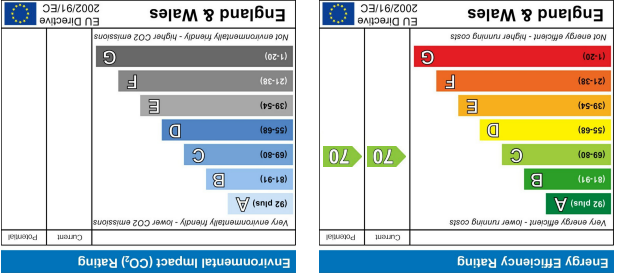 Energy Efficiency Rating
Current
Potential
Very energy efficient - lower running costs
(92 plus) A
(81-91) B
(69-80) C
(55-68) D
(39-54) E
(21-38) F
(1-20) G
70
70
Not energy efficient - higher running costs
England & Wales
EU Directive
2002/91/EC
Environmental Impact (CO₂) Rating
Current
Potential
Very environmentally friendly - lower CO2 emissions
(92 plus) A
(81-91) B
(69-80) C
(55-68) D
(39-54) E
(21-38) F
(1-20) G
Not environmentally friendly - higher CO2 emissions
England & Wales
EU Directive
2002/91/EC